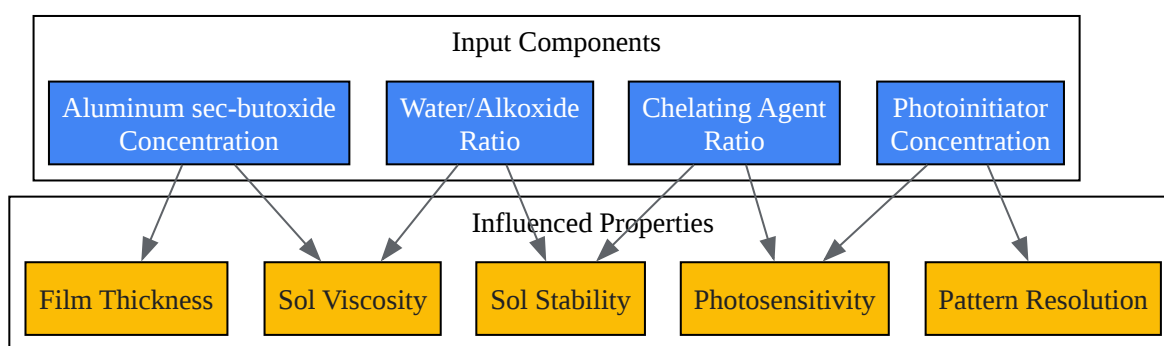 Input Components
Aluminum sec-butoxide
Concentration
Water/Alkoxide
Ratio
Chelating Agent
Ratio
Photoinitiator
Concentration
Influenced Properties
Film Thickness
Sol Viscosity
Sol Stability
Photosensitivity
Pattern Resolution